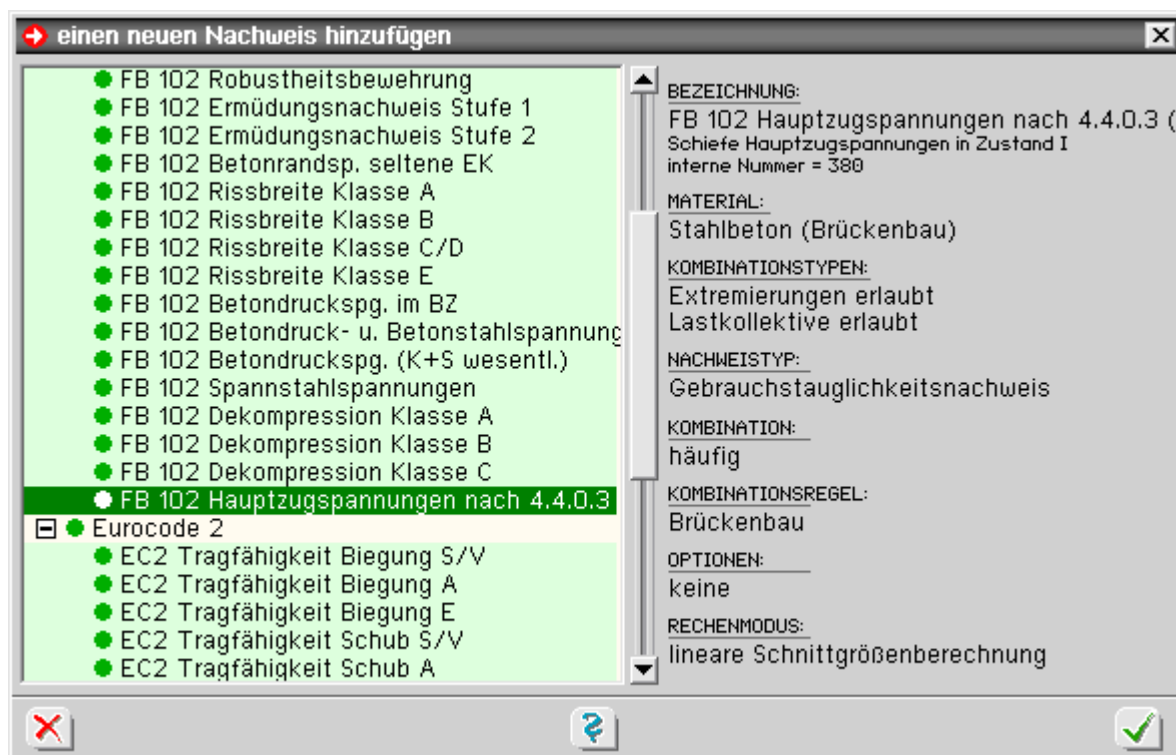 einen neuen Nachweis hinzufügen
FB 102 Robustheitsbewehrung
FB 102 Ermüdungsnachweis Stufe 1
FB 102 Ermüdungsnachweis Stufe 2
FB 102 Betonrandsp. seltene EK
FB 102 Rissbreite Klasse A
FB 102 Rissbreite Klasse B
FB 102 Rissbreite Klasse C/D
FB 102 Rissbreite Klasse E
FB 102 Betondruckspg. im BZ
FB 102 Betondruck- u. Betonstahlspannung
FB 102 Betondruckspg. (K+S wesentl.)
FB 102 Spannstahlspannungen
FB 102 Dekompression Klasse A
FB 102 Dekompression Klasse B
FB 102 Dekompression Klasse C
FB 102 Hauptzugspannungen nach 4.4.0.3
Eurocode 2
EC2 Tragfähigkeit Biegung S/V
EC2 Tragfähigkeit Biegung A
EC2 Tragfähigkeit Biegung E
EC2 Tragfähigkeit Schub S/V
EC2 Tragfähigkeit Schub A
BEZEICHNUNG:
FB 102 Hauptzugspannungen nach 4.4.0.3 (
Schiefe Hauptzugspannungen in Zustand I
interne Nummer = 380
MATERIAL:
Stahlbeton (Brückenbau)
KOMBINATIONSTYPEN:
Extremierungen erlaubt
Lastkollektive erlaubt
NACHWEISTYP:
Gebrauchstauglichkeitsnachweis
KOMBINATION:
häufig
KOMBINATIONSREGEL:
Brückenbau
OPTIONEN:
keine
RECHENMODUS:
lineare Schnittgrößenberechnung